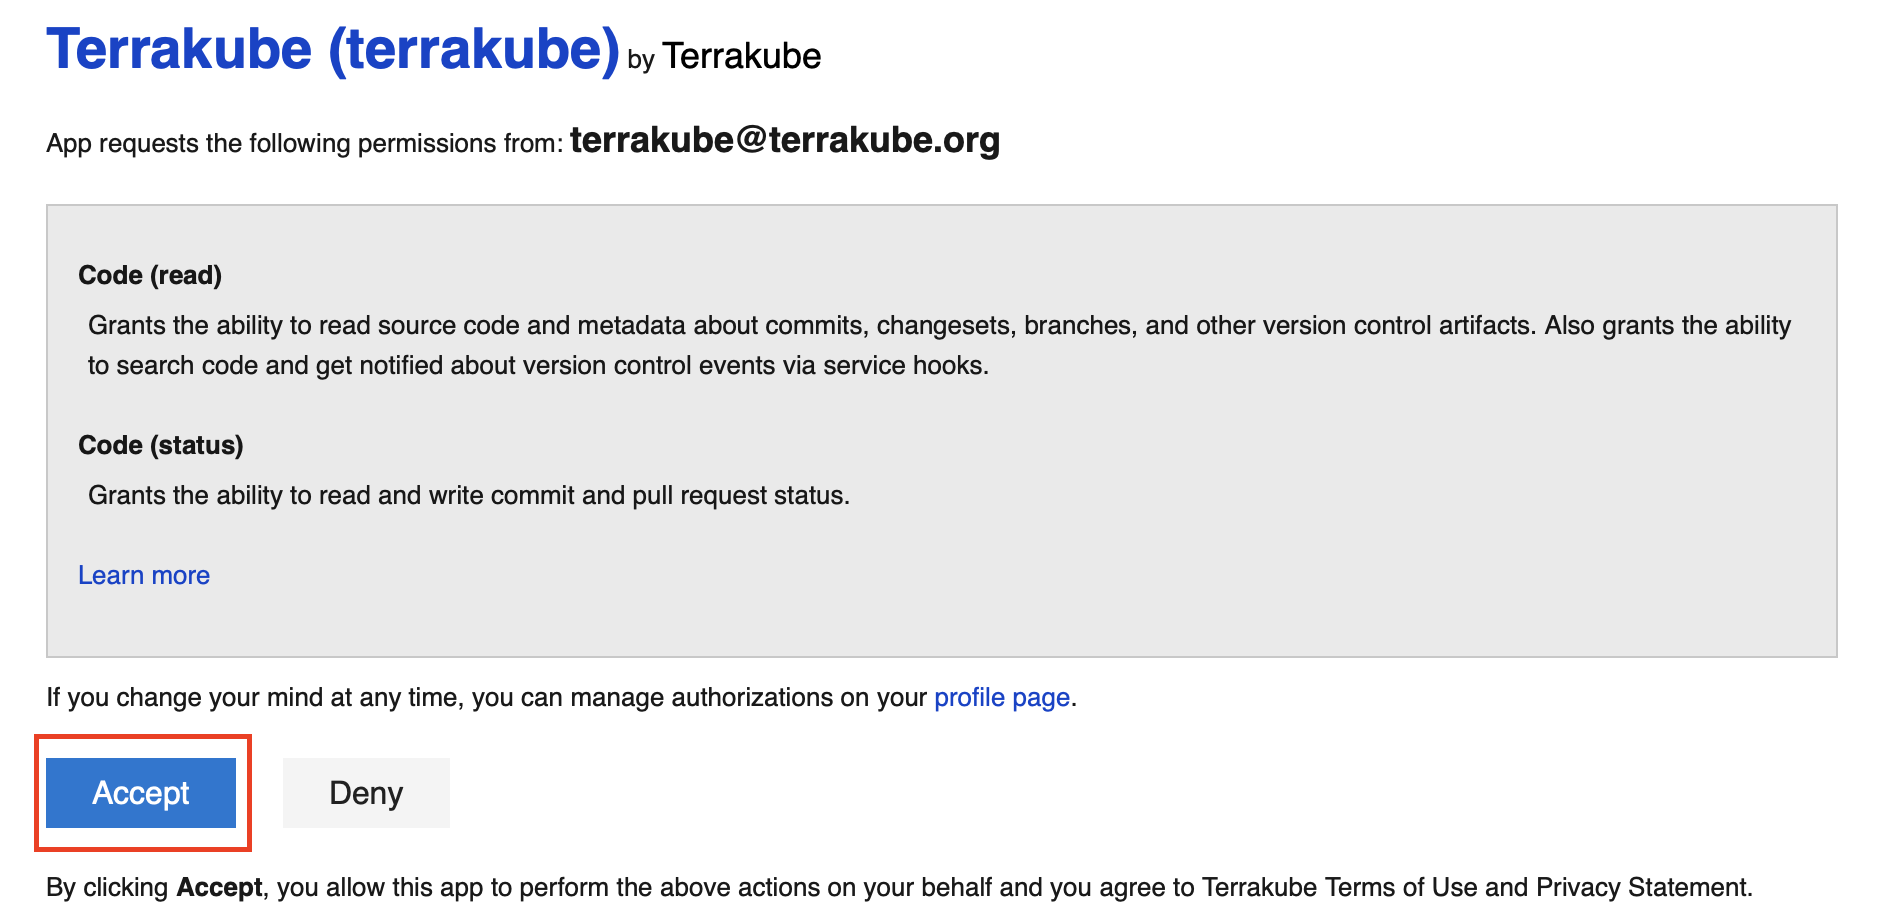 Terrakube (terrakube) by Terrakube
App requests the following permissions from: terrakube@terrakube.org
Code (read)
Grants the ability to read source code and metadata about commits, changesets, branches, and other version control artifacts. Also grants the ability
to search code and get notified about version control events via service hooks.
Code (status)
Grants the ability to read and write commit and pull request status.
Learn more
If you change your mind at any time, you can manage authorizations on your profile page.
Accept Deny
By clicking Accept, you allow this app to perform the above actions on your behalf and you agree to Terrakube Terms of Use and Privacy Statement.